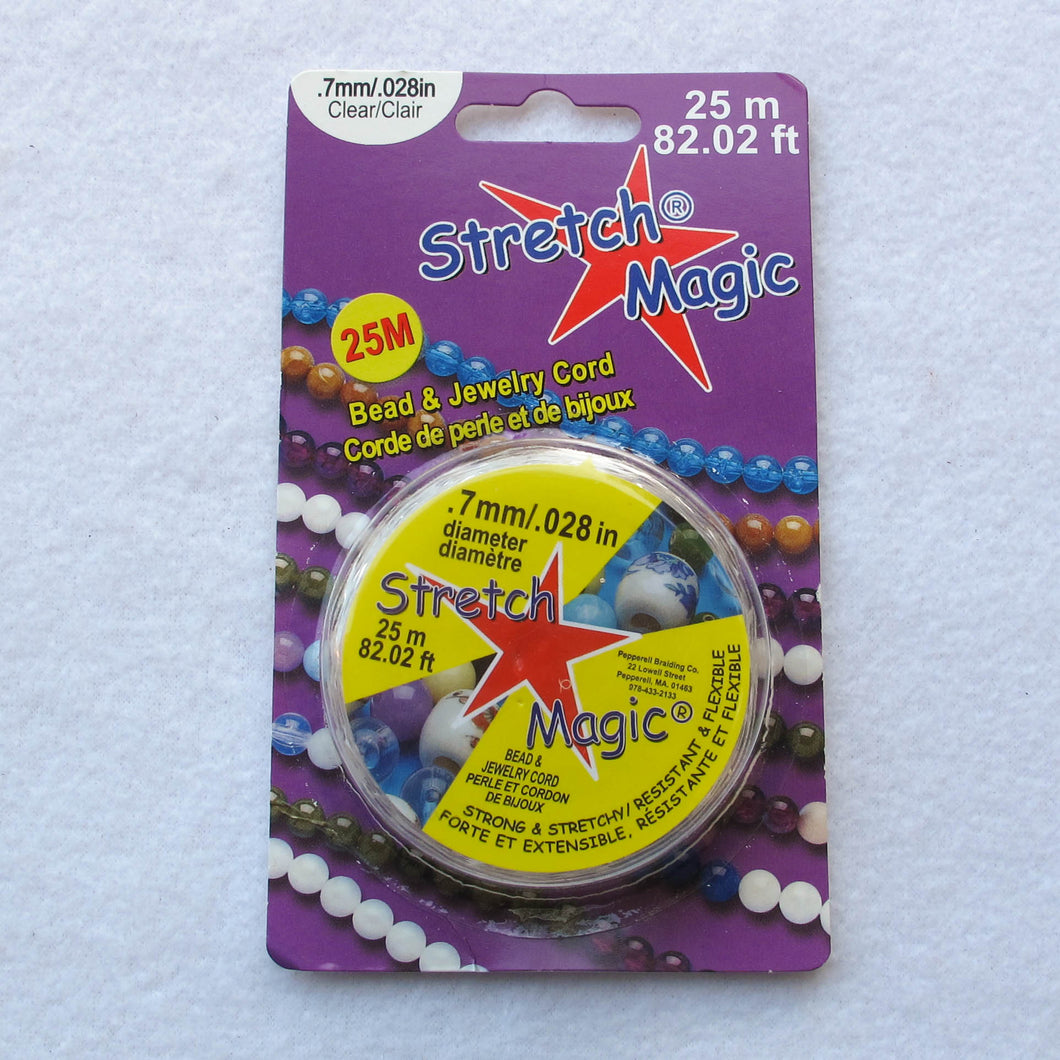 .7mm/.028in
Clear/Clair
25 m
82.02 ft
Stretch®
Magic
25M
Bead & Jewelry Cord
Corde de perle et de bijoux
.7mm/.028 in
diameter
diamètre
Stretch
25 m
82.02 ft
Pepperell Braiding Co.
22 Lowell Street
Pepperell, MA. 01463
978-433-2133
Magic®
BEAD &
JEWELRY CORD
PERLE ET CORDON
DE BIJOUX
STRONG & STRETCHY/RESISTANT & FLEXIBLE
FORTE ET EXTENSIBLE, RÉSISTANTE ET FLEXIBLE